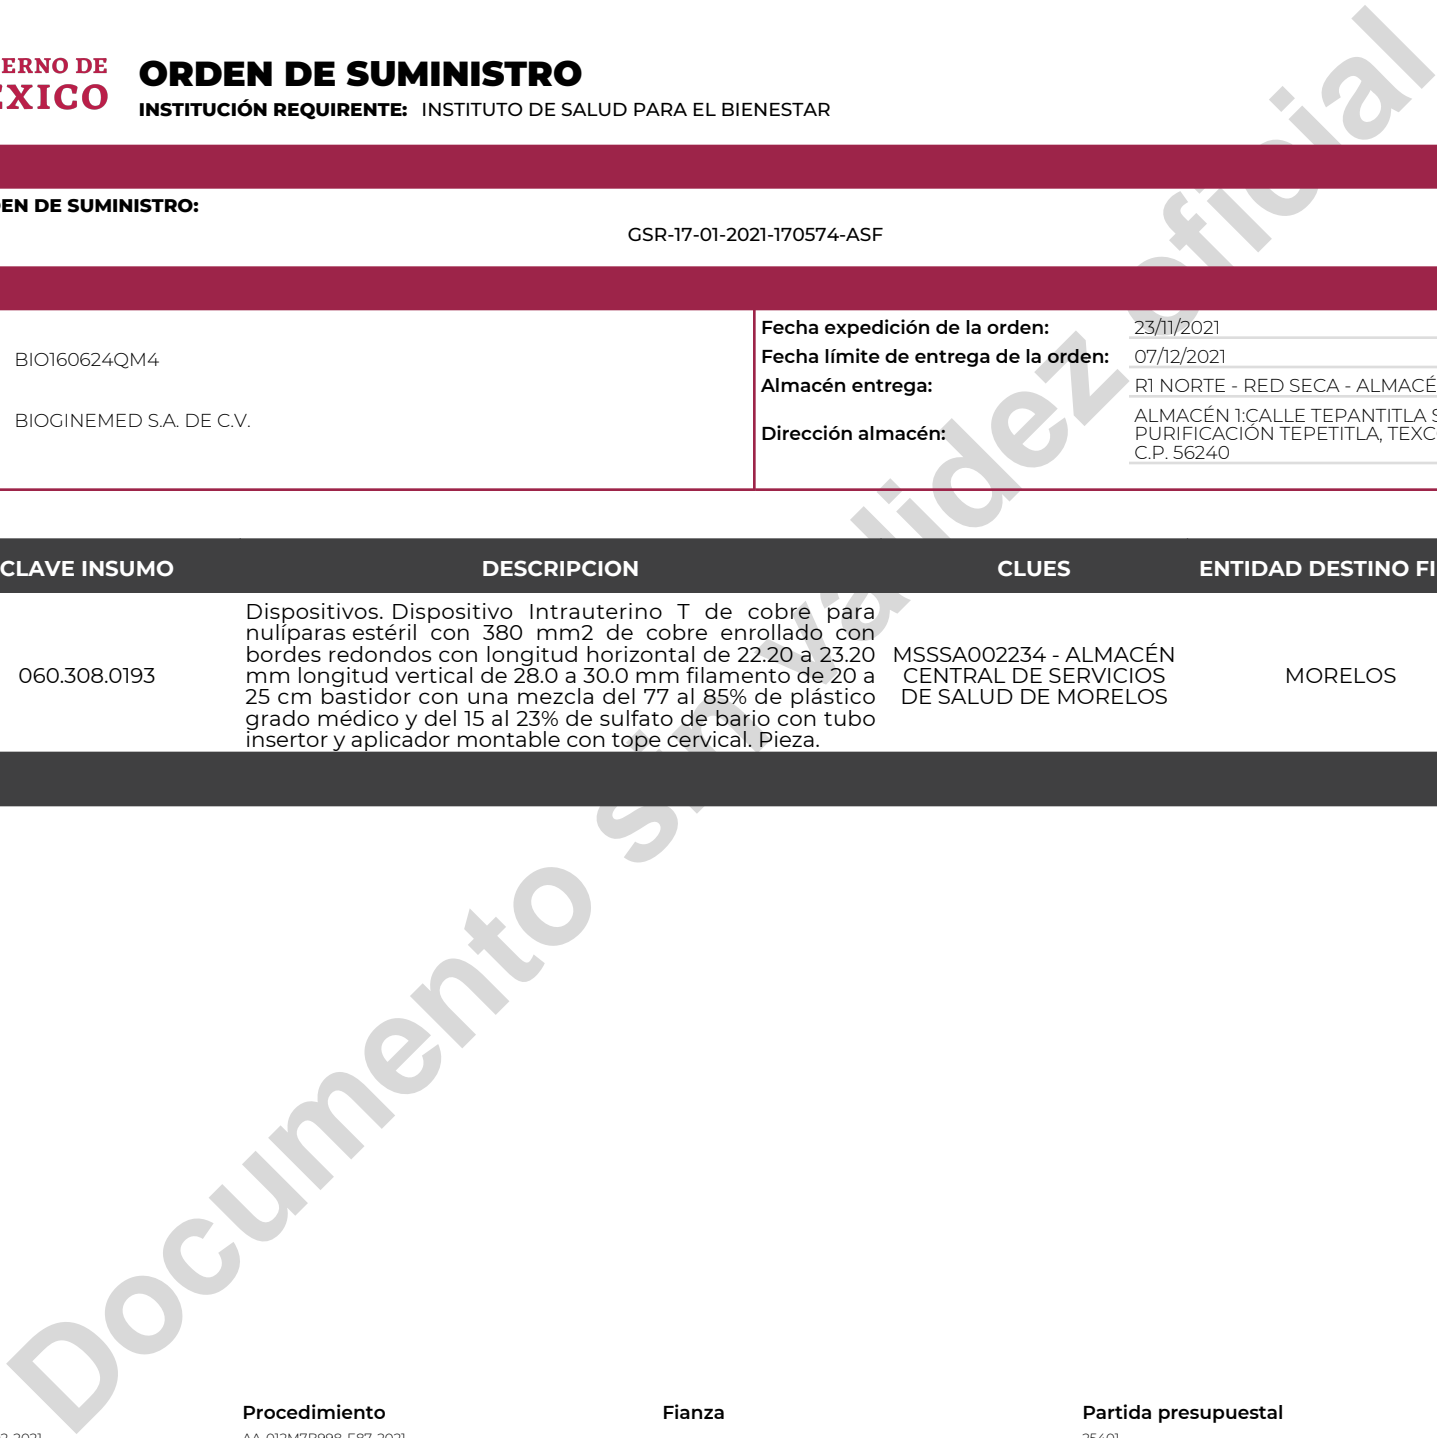 ERNO DE
ORDEN DE SUMINISTRO
INSTITUCIÓN REQUIRENTE: INSTITUTO DE SALUD PARA EL BIENESTAR
EN DE SUMINISTRO:
GSR-17-01-2021-170574-ASF
BIO160624QM4
BIOGINEMED S.A. DE C.V.
Fecha expedición de la orden: 23/11/2021
Fecha límite de entrega de la orden: 07/12/2021
Almacén entrega: R1 NORTE - RED SECA - ALMACÉ
Dirección almacén: ALMACÉN 1:CALLE TEPANTITLA S
PURIFICACIÓN TEPETITLA, TEXC
C.P. 56240
CLAVE INSUMO DESCRIPCION CLUES ENTIDAD DESTINO FI
060.308.0193
Dispositivos. Dispositivo Intrauterino T de cobre para
nulíparas estéril con 380 mm2 de cobre enrollado con
bordes redondos con longitud horizontal de 22.20 a 23.20
mm longitud vertical de 28.0 a 30.0 mm filamento de 20 a
25 cm bastidor con una mezcla del 77 al 85% de plástico
grado médico y del 15 al 23% de sulfato de bario con tubo
insertor y aplicador montable con tope cervical. Pieza.
MSSSA002234 - ALMACÉN
CENTRAL DE SERVICIOS
DE SALUD DE MORELOS
MORELOS
Documento sin validez oficial
Procedimiento Fianza Partida presupuestal